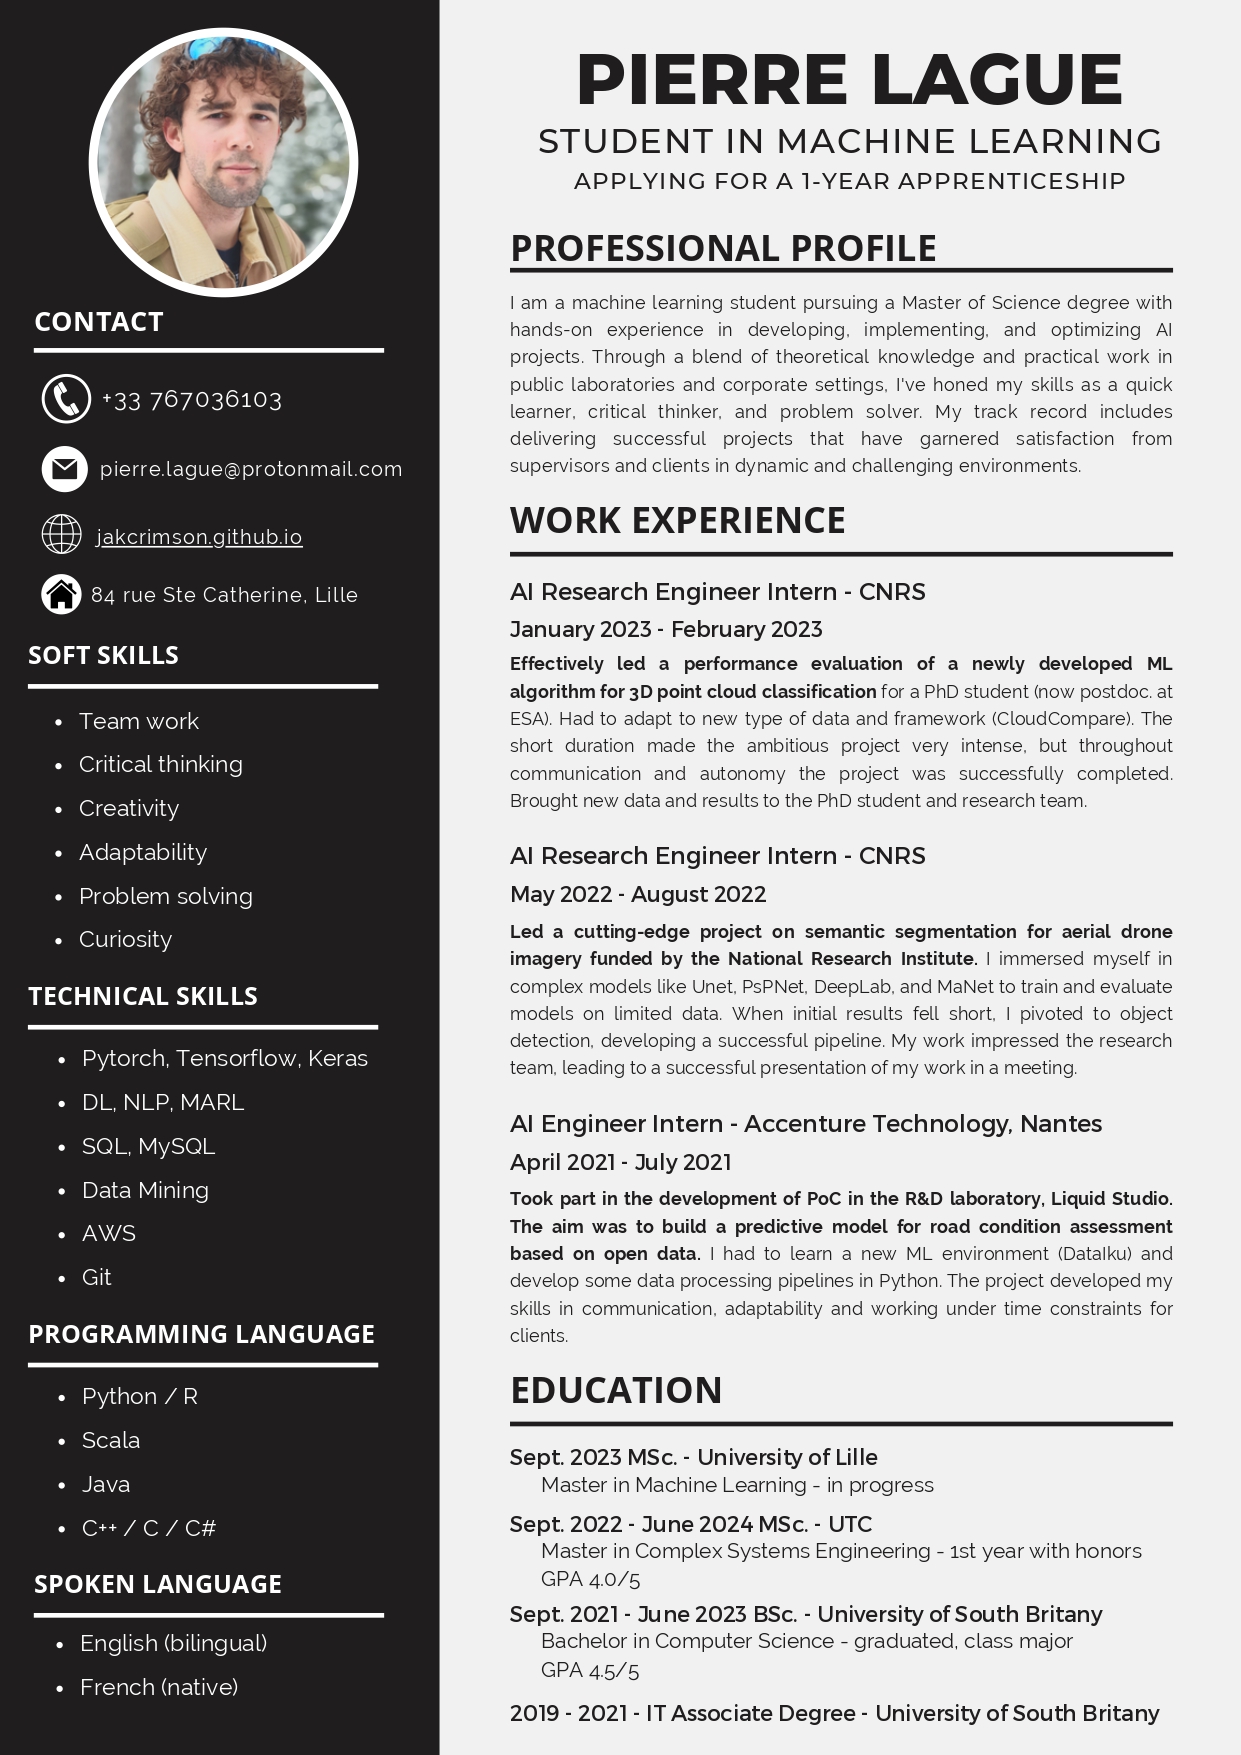 CONTACT
+33 767036103
pierre.lague@protonmail.com
jakcrimson.github.io
84 rue Ste Catherine, Lille
SOFT SKILLS
• Team work
• Critical thinking
• Creativity
• Adaptability
• Problem solving
• Curiosity
TECHNICAL SKILLS
• Pytorch, Tensorflow, Keras
• DL, NLP, MARL
• SQL, MySQL
• Data Mining
• AWS
• Git
PROGRAMMING LANGUAGE
• Python / R
• Scala
• Java
• C++ / C / C#
SPOKEN LANGUAGE
• English (bilingual)
• French (native)
PIERRE LAGUE
STUDENT IN MACHINE LEARNING
APPLYING FOR A 1-YEAR APPRENTICESHIP
PROFESSIONAL PROFILE
I am a machine learning student pursuing a Master of Science degree with
hands-on experience in developing, implementing, and optimizing AI
projects. Through a blend of theoretical knowledge and practical work in
public laboratories and corporate settings, I've honed my skills as a quick
learner, critical thinker, and problem solver. My track record includes
delivering successful projects that have garnered satisfaction from
supervisors and clients in dynamic and challenging environments.
WORK EXPERIENCE
AI Research Engineer Intern - CNRS
January 2023 - February 2023
Effectively led a performance evaluation of a newly developed ML
algorithm for 3D point cloud classification for a PhD student (now postdoc. at
ESA). Had to adapt to new type of data and framework (CloudCompare). The
short duration made the ambitious project very intense, but throughout
communication and autonomy the project was successfully completed.
Brought new data and results to the PhD student and research team.
AI Research Engineer Intern - CNRS
May 2022 - August 2022
Led a cutting-edge project on semantic segmentation for aerial drone
imagery funded by the National Research Institute. I immersed myself in
complex models like Unet, PsPNet, DeepLab, and MaNet to train and evaluate
models on limited data. When initial results fell short, I pivoted to object
detection, developing a successful pipeline. My work impressed the research
team, leading to a successful presentation of my work in a meeting.
AI Engineer Intern - Accenture Technology, Nantes
April 2021 - July 2021
Took part in the development of PoC in the R&D laboratory, Liquid Studio.
The aim was to build a predictive model for road condition assessment
based on open data. I had to learn a new ML environment (DataIku) and
develop some data processing pipelines in Python. The project developed my
skills in communication, adaptability and working under time constraints for
clients.
EDUCATION
Sept. 2023 MSc. - University of Lille
Master in Machine Learning - in progress
Sept. 2022 - June 2024 MSc. - UTC
Master in Complex Systems Engineering - 1st year with honors
GPA 4.0/5
Sept. 2021 - June 2023 BSc. - University of South Britany
Bachelor in Computer Science - graduated, class major
GPA 4.5/5
2019 - 2021 - IT Associate Degree - University of South Britany